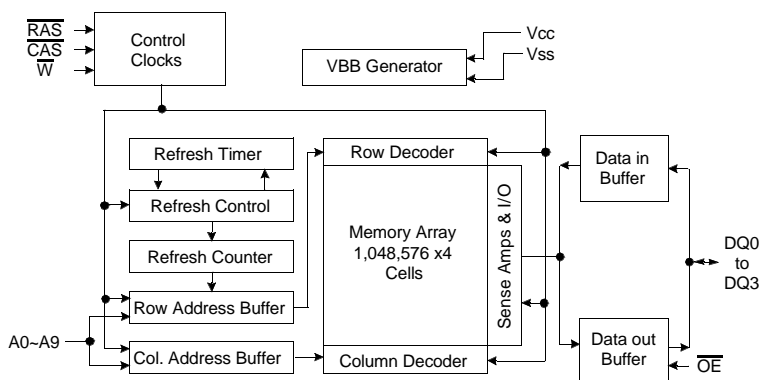 RAS
CAS
W
Control
Clocks
VBB Generator
Vcc
Vss
Refresh Timer
Refresh Control
Refresh Counter
Row Address Buffer
Col. Address Buffer
A0~A9
Row Decoder
Memory Array
1,048,576 x4
Cells
Column Decoder
Sense Amps & I/O
Data in
Buffer
DQ0
to
DQ3
Data out
Buffer
OE